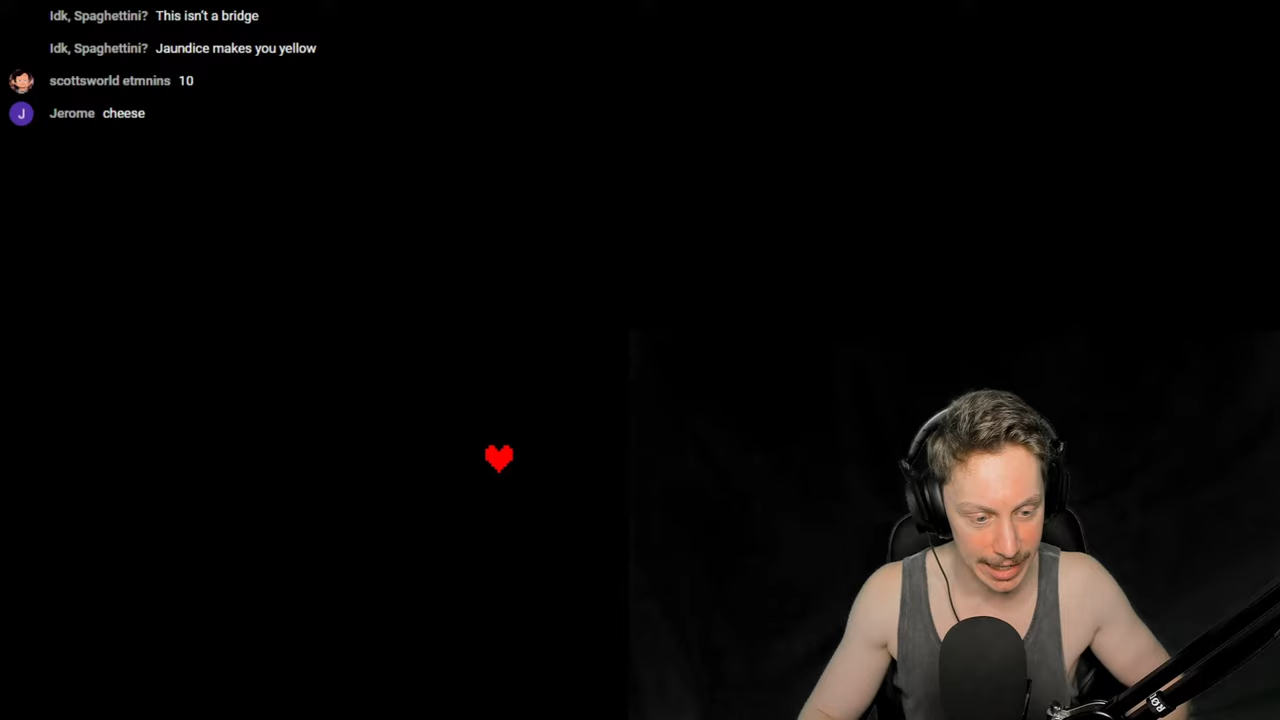 Idk, Spaghettini? This isn't a bridge
Idk, Spaghettini? Jaundice makes you yellow
scottsworld etmnins 10
J Jerome cheese